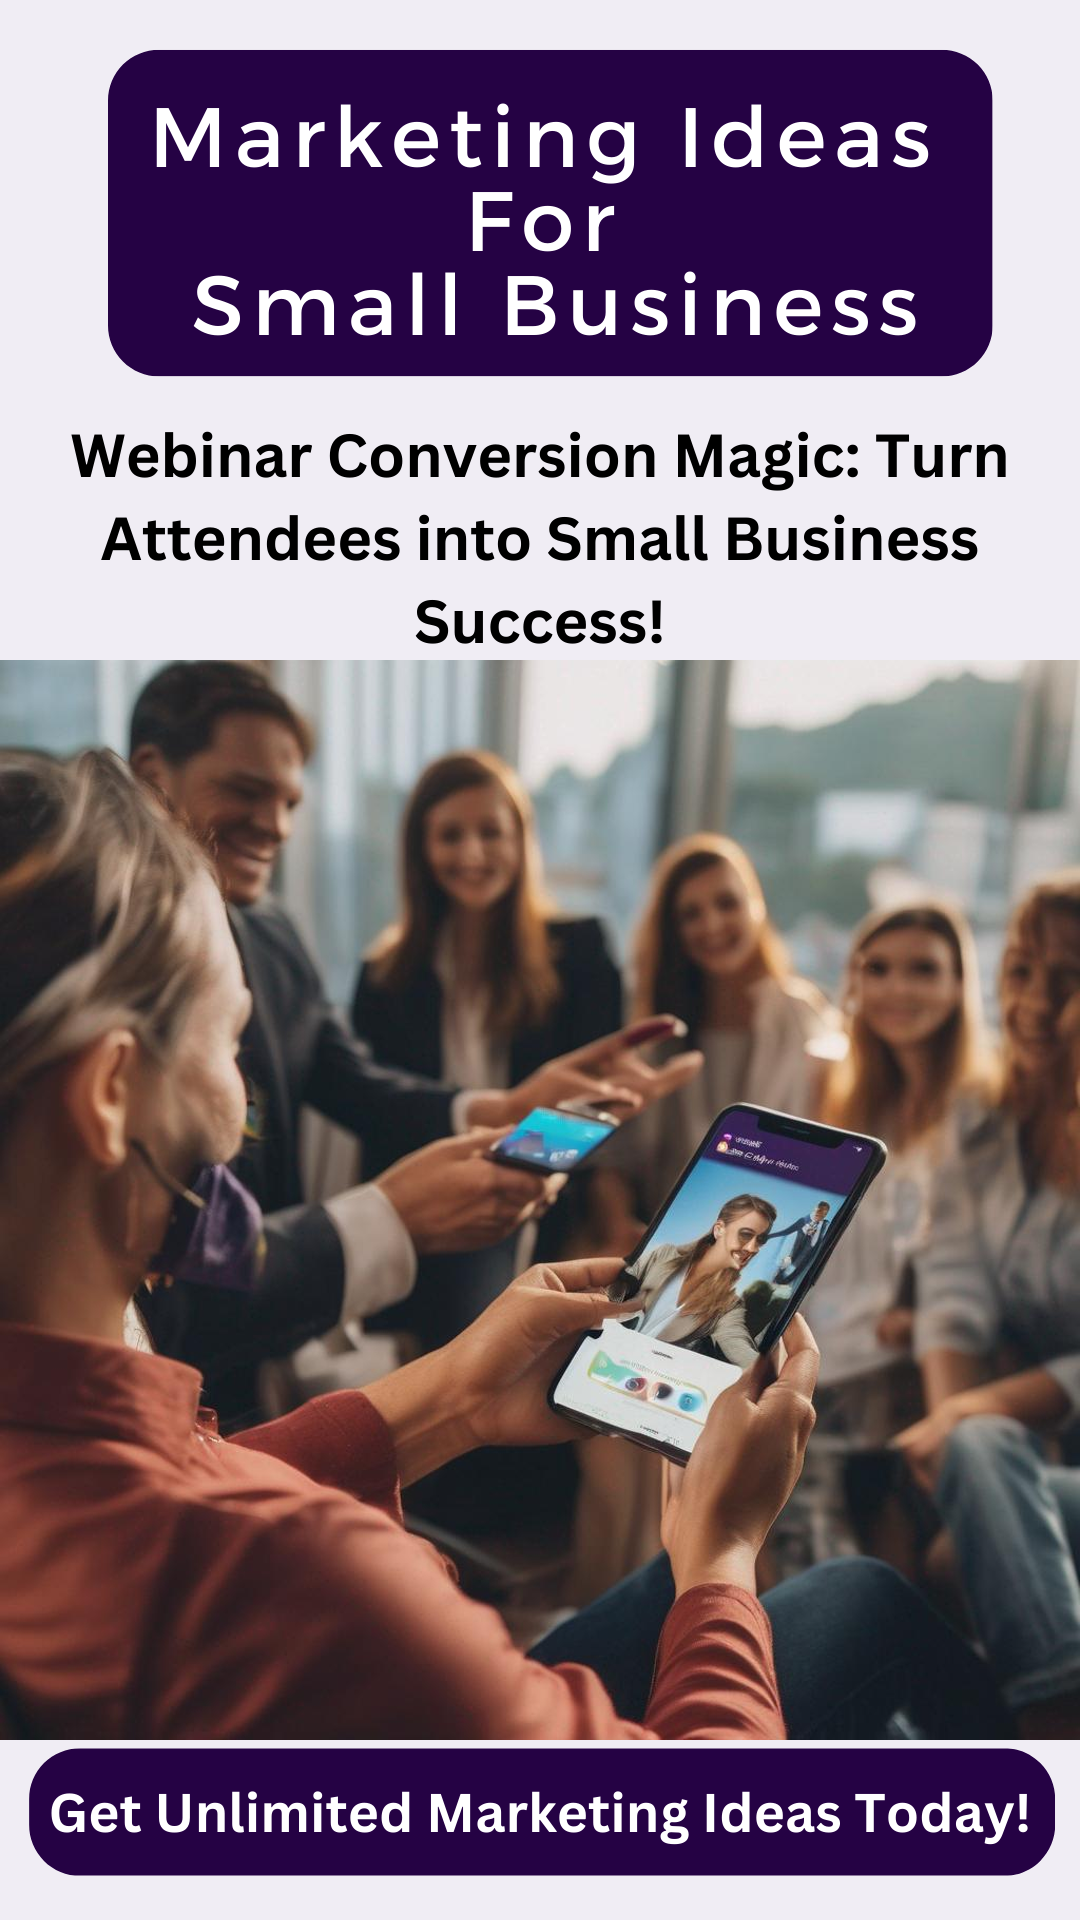 Marketing Ideas
For
Small Business
Webinar Conversion Magic: Turn
Attendees into Small Business
Success!
Get Unlimited Marketing Ideas Today!